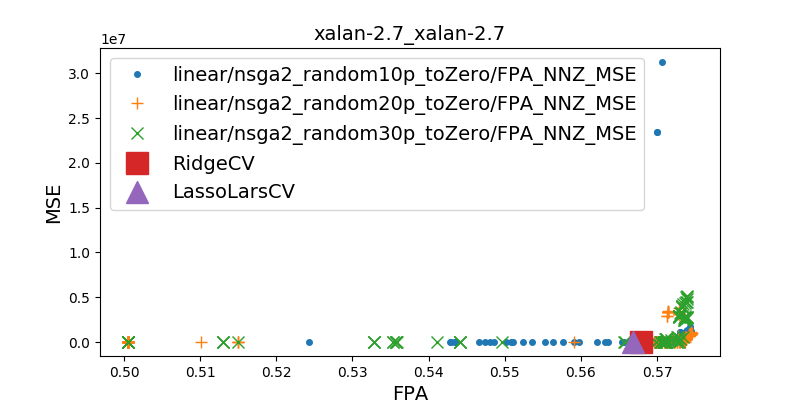 xalan-2.7_xalan-2.7
1e7
linear/nsga2_random10p_toZero/FPA_NNZ_MSE
linear/nsga2_random20p_toZero/FPA_NNZ_MSE
linear/nsga2_random30p_toZero/FPA_NNZ_MSE
RidgeCV
LassoLarsCV
3.0
2.5
2.0
1.5
1.0
0.5
0.0
MSE
0.50 0.51 0.52 0.53 0.54 0.55 0.56 0.57
FPA